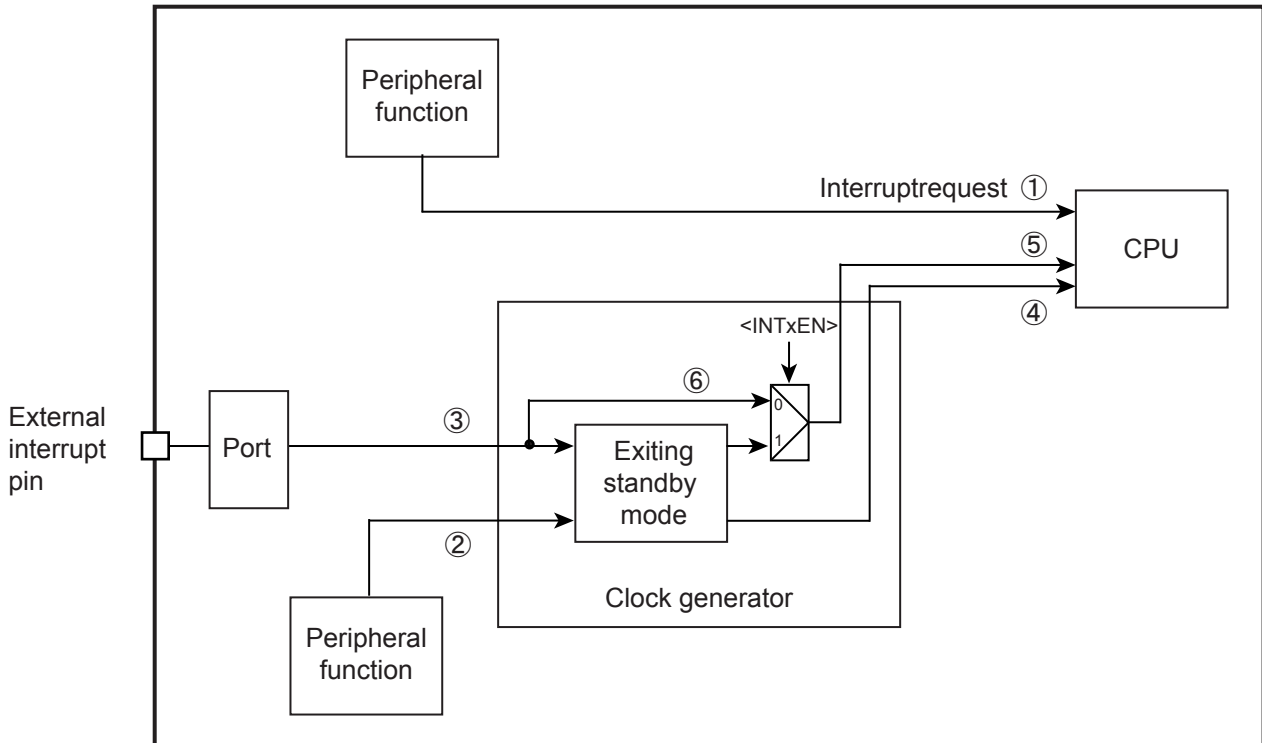 Peripheral
function
Interruptrequest ①
CPU
⑤
④
<INTxEN>
⑥
0
1
External
interrupt
pin
Port
③
Exiting
standby
mode
②
Clock generator
Peripheral
function